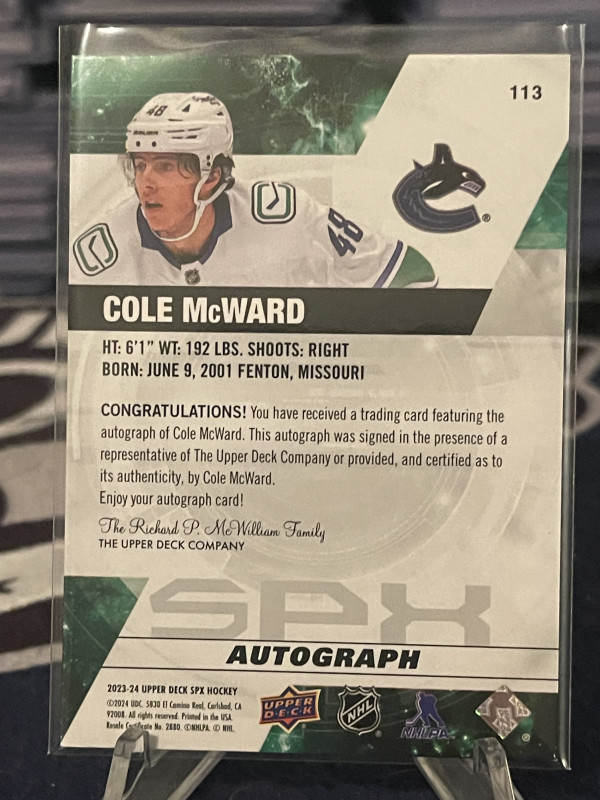 113
48
48
COLE McWARD
HT: 6'1" WT: 192 LBS. SHOOTS: RIGHT
BORN: JUNE 9, 2001 FENTON, MISSOURI
CONGRATULATIONS! You have received a trading card featuring the
autograph of Cole McWard. This autograph was signed in the presence of a
representative of The Upper Deck Company or provided, and certified as to
its authenticity, by Cole McWard.
Enjoy your autograph card!
The Richard P. McWilliam Family
THE UPPER DECK COMPANY
SPX
AUTOGRAPH
2023-24 UPPER DECK SPX HOCKEY
©2024 UDC. 5830 El Camino Real, Carlsbad, CA
92008. All rights reserved. Printed in the USA.
Resale Certificate No. 2880. ©NHLPA. © NHL.
UPPER DECK
NHL
NHLPA